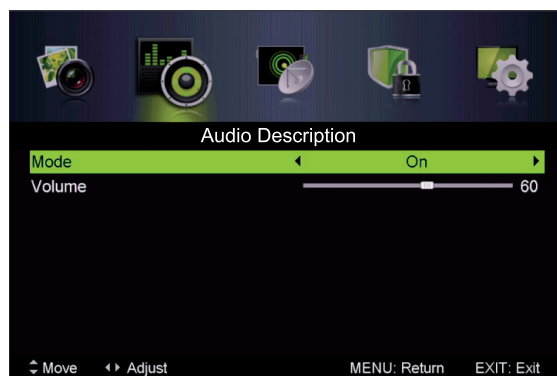 Audio Description
Mode On
Volume 60
Move Adjust MENU: Return EXIT: Exit